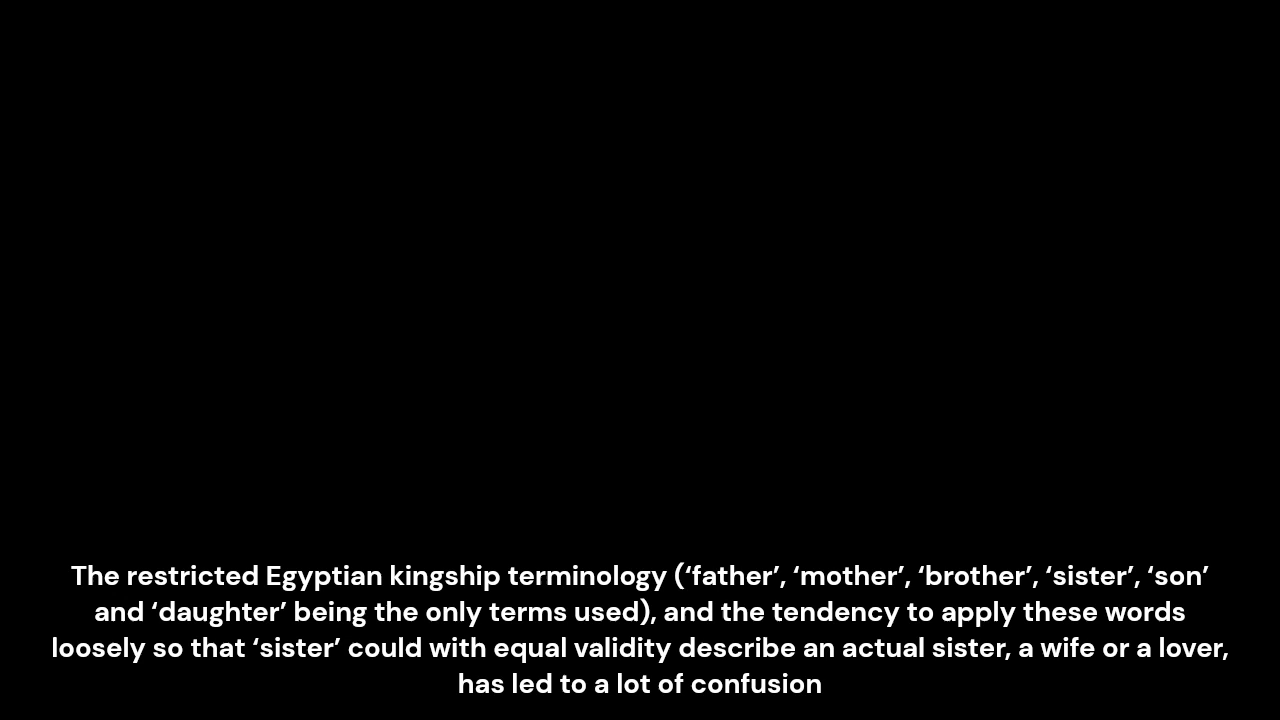 The restricted Egyptian kingship terminology (‘father’, ‘mother’, ‘brother’, ‘sister’, ‘son’
and ‘daughter’ being the only terms used), and the tendency to apply these words
loosely so that ‘sister’ could with equal validity describe an actual sister, a wife or a lover,
has led to a lot of confusion